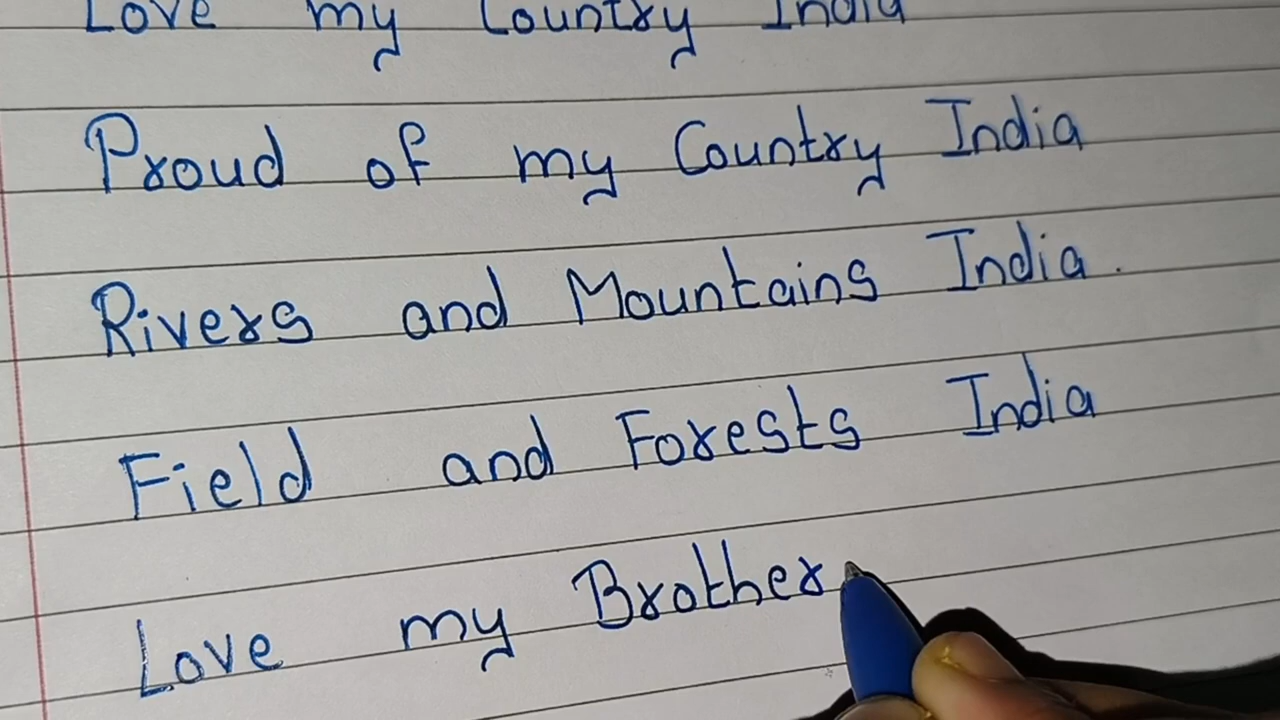 Love my Country India
Proud of my Country India
Rivers and Mountains India.
Field and Forests India
Love my Brother